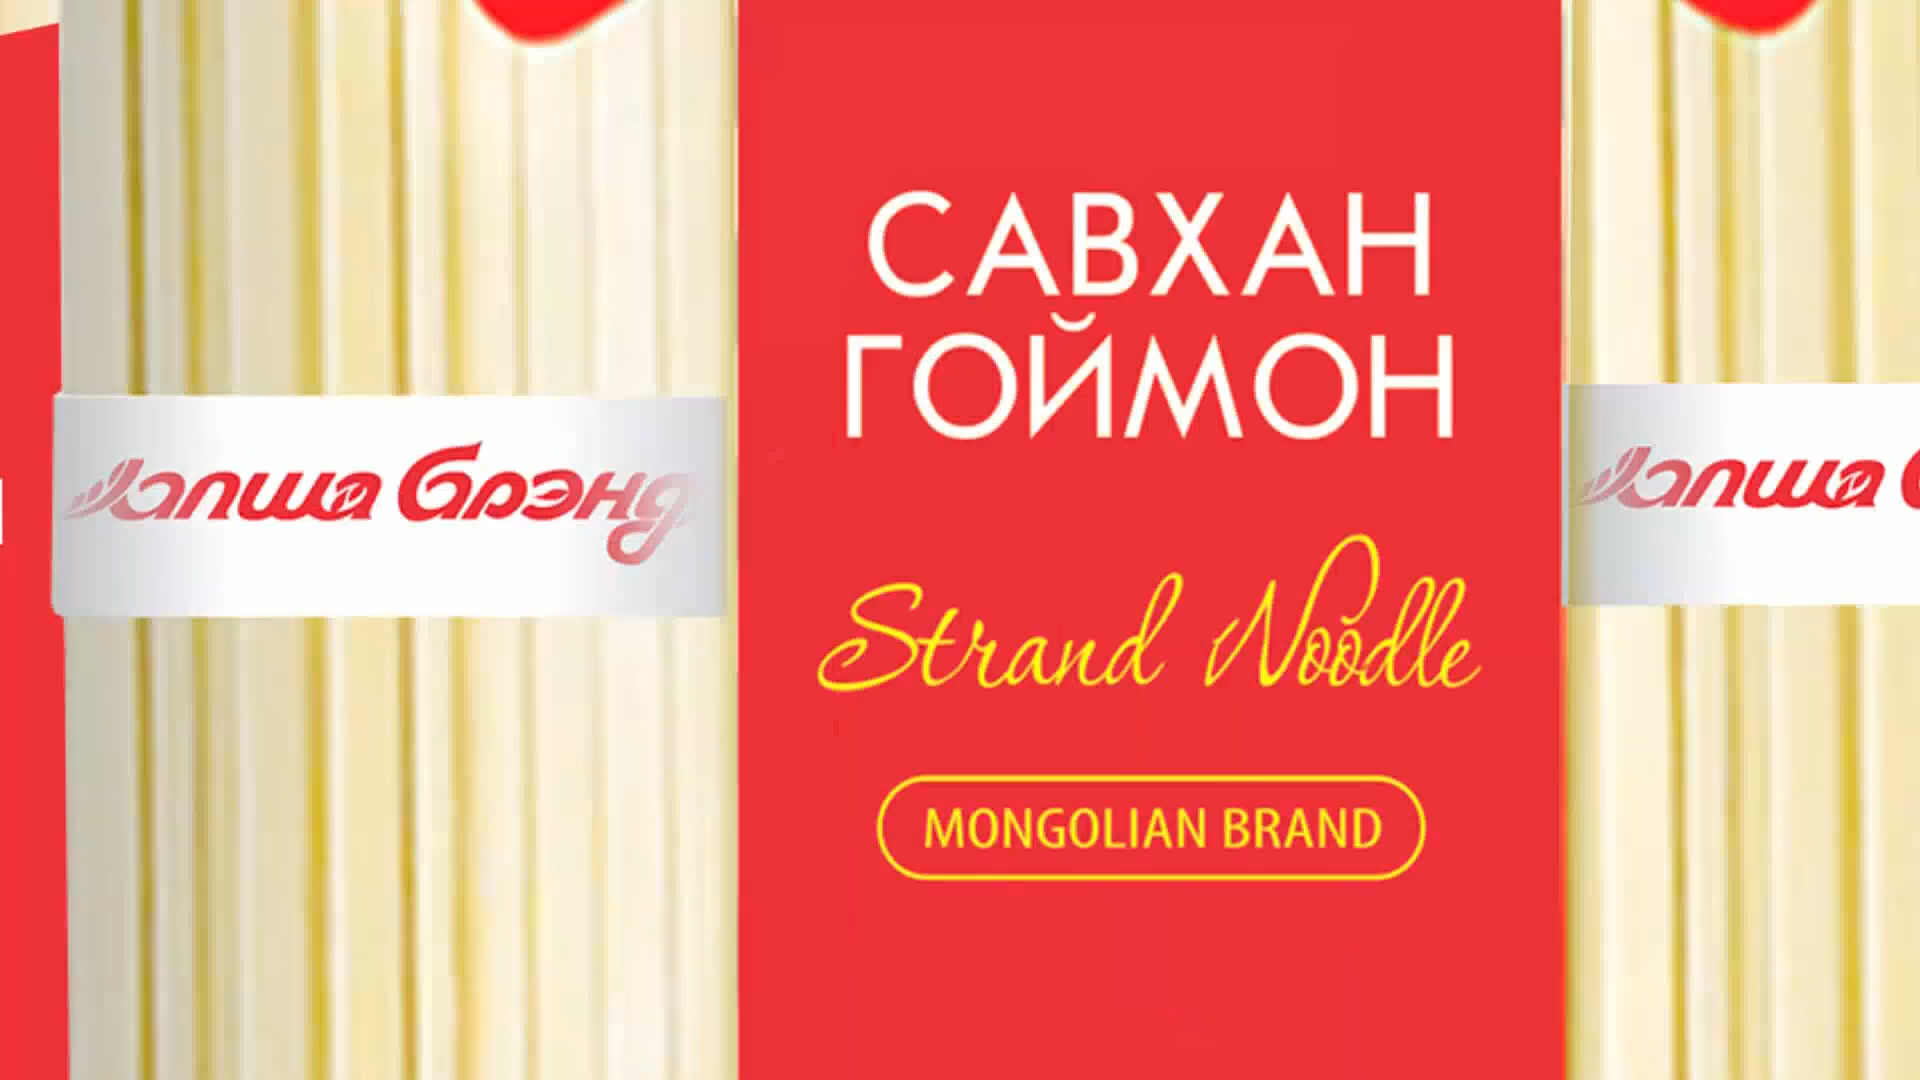 САВХАН
ГОЙМОН
Лапша брэнд
Лапша
Strand Noodle
MONGOLIAN BRAND